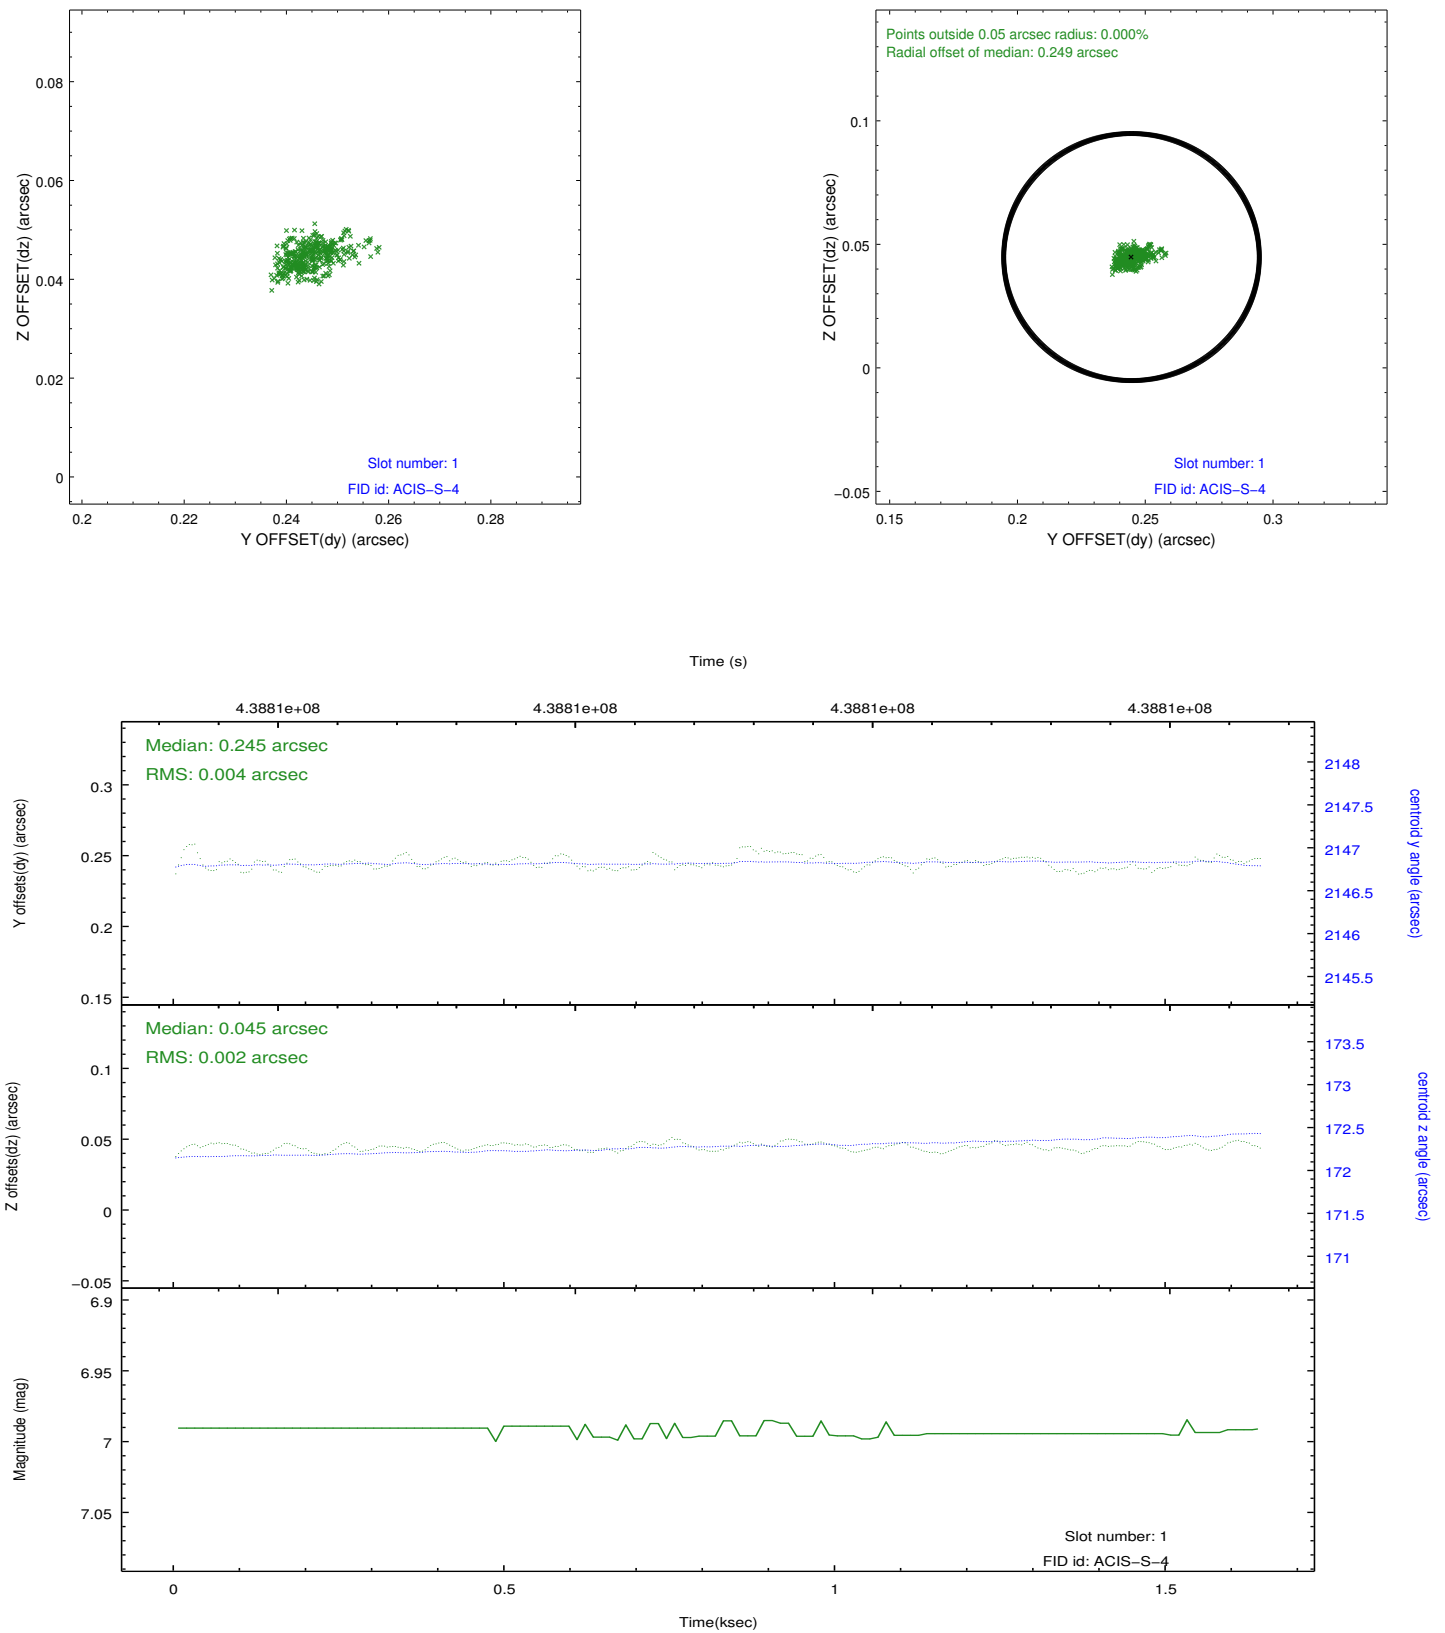 0.08
0.06
0.04
0.02
0
Z OFFSET(dz) (arcsec)
Slot number: 1
FID id: ACIS−S−4
0.2 0.22 0.24 0.26 0.28
Y OFFSET(dy) (arcsec)
Points outside 0.05 arcsec radius: 0.000%
Radial offset of median: 0.249 arcsec
0.1
0.05
0
−0.05
Z OFFSET(dz) (arcsec)
Slot number: 1
FID id: ACIS−S−4
0.15 0.2 0.25 0.3
Y OFFSET(dy) (arcsec)
Time (s)
4.3881e+08 4.3881e+08 4.3881e+08 4.3881e+08
Median: 0.245 arcsec
RMS: 0.004 arcsec
0.3
0.25
0.2
0.15
Y offsets(dy) (arcsec)
2148
2147.5
2147
2146.5
2146
2145.5
centroid y angle (arcsec)
Median: 0.045 arcsec
RMS: 0.002 arcsec
0.1
0.05
0
−0.05
Z offsets(dz) (arcsec)
173.5
173
172.5
172
171.5
171
centroid z angle (arcsec)
6.9
6.95
7
7.05
Magnitude (mag)
Slot number: 1
FID id: ACIS−S−4
0 0.5 1 1.5
Time(ksec)